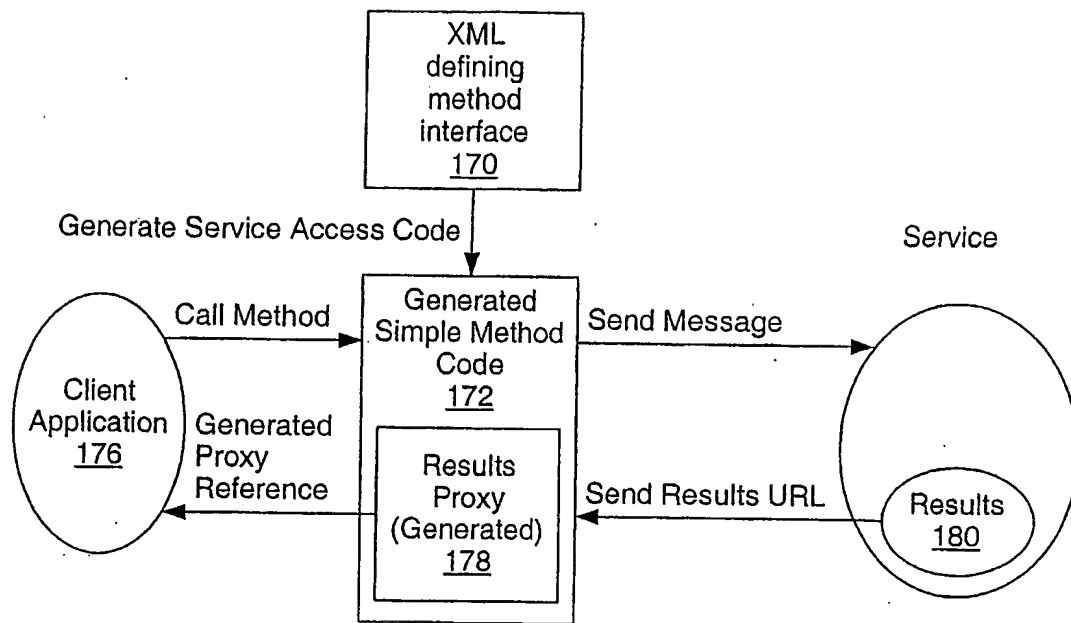 XML
defining
method
interface
170
Generate Service Access Code
Service
Call Method
Generated
Simple Method
Code
172
Send Message
Client
Application
176
Generated
Proxy
Reference
Results
Proxy
(Generated)
178
Send Results URL
Results
180